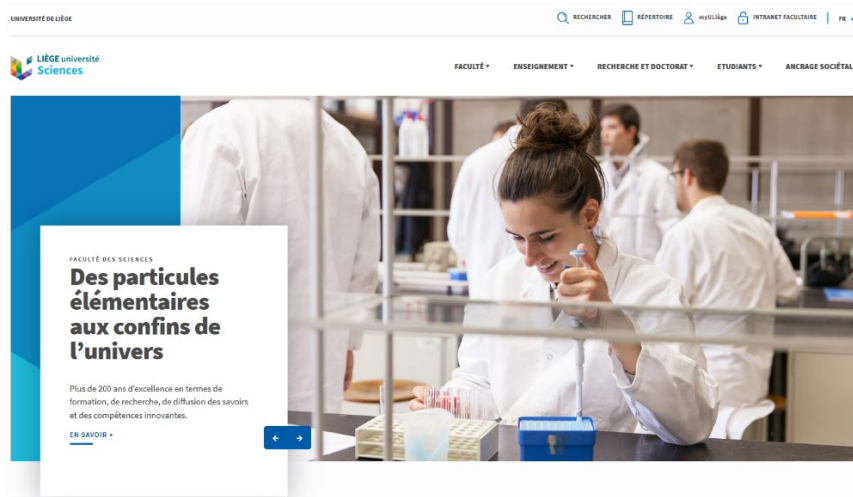 UNIVERSITÉ DE LIÈGE
RECHERCHER
RÉPERTOIRE
myULiège
INTRANET FACULTAIRE
FR
LIÈGE université
Sciences
FACULTÉ
ENSEIGNEMENT
RECHERCHE ET DOCTORAT
ETUDIANTS
ANCRAGE SOCIÉTAL
FACULTÉ DES SCIENCES
Des particules
élémentaires
aux confins de
l'univers
Plus de 200 ans d'excellence en termes de
formation, de recherche, de diffusion des savoirs
et des compétences innovantes.
EN SAVOIR +